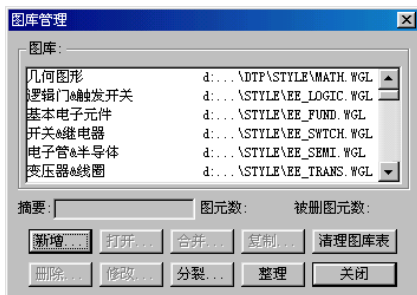 图库管理
图库:
几何图形 d:...\DTP\STYLE\MATH.WGL
逻辑门&触发开关 d:...\STYLE\EE_LOGIC.WGL
基本电子元件 d:...\STYLE\EE_FUND.WGL
开关&继电器 d:...\STYLE\EE_SWTCH.WGL
电子管&半导体 d:...\STYLE\EE_SEMI.WGL
变压器&线圈 d:...\STYLE\EE_TRANS.WGL
摘要: 图元数: 被删图元数:
新增... 打开... 合并... 复制... 清理图库表
删除... 修改... 分裂... 整理 关闭